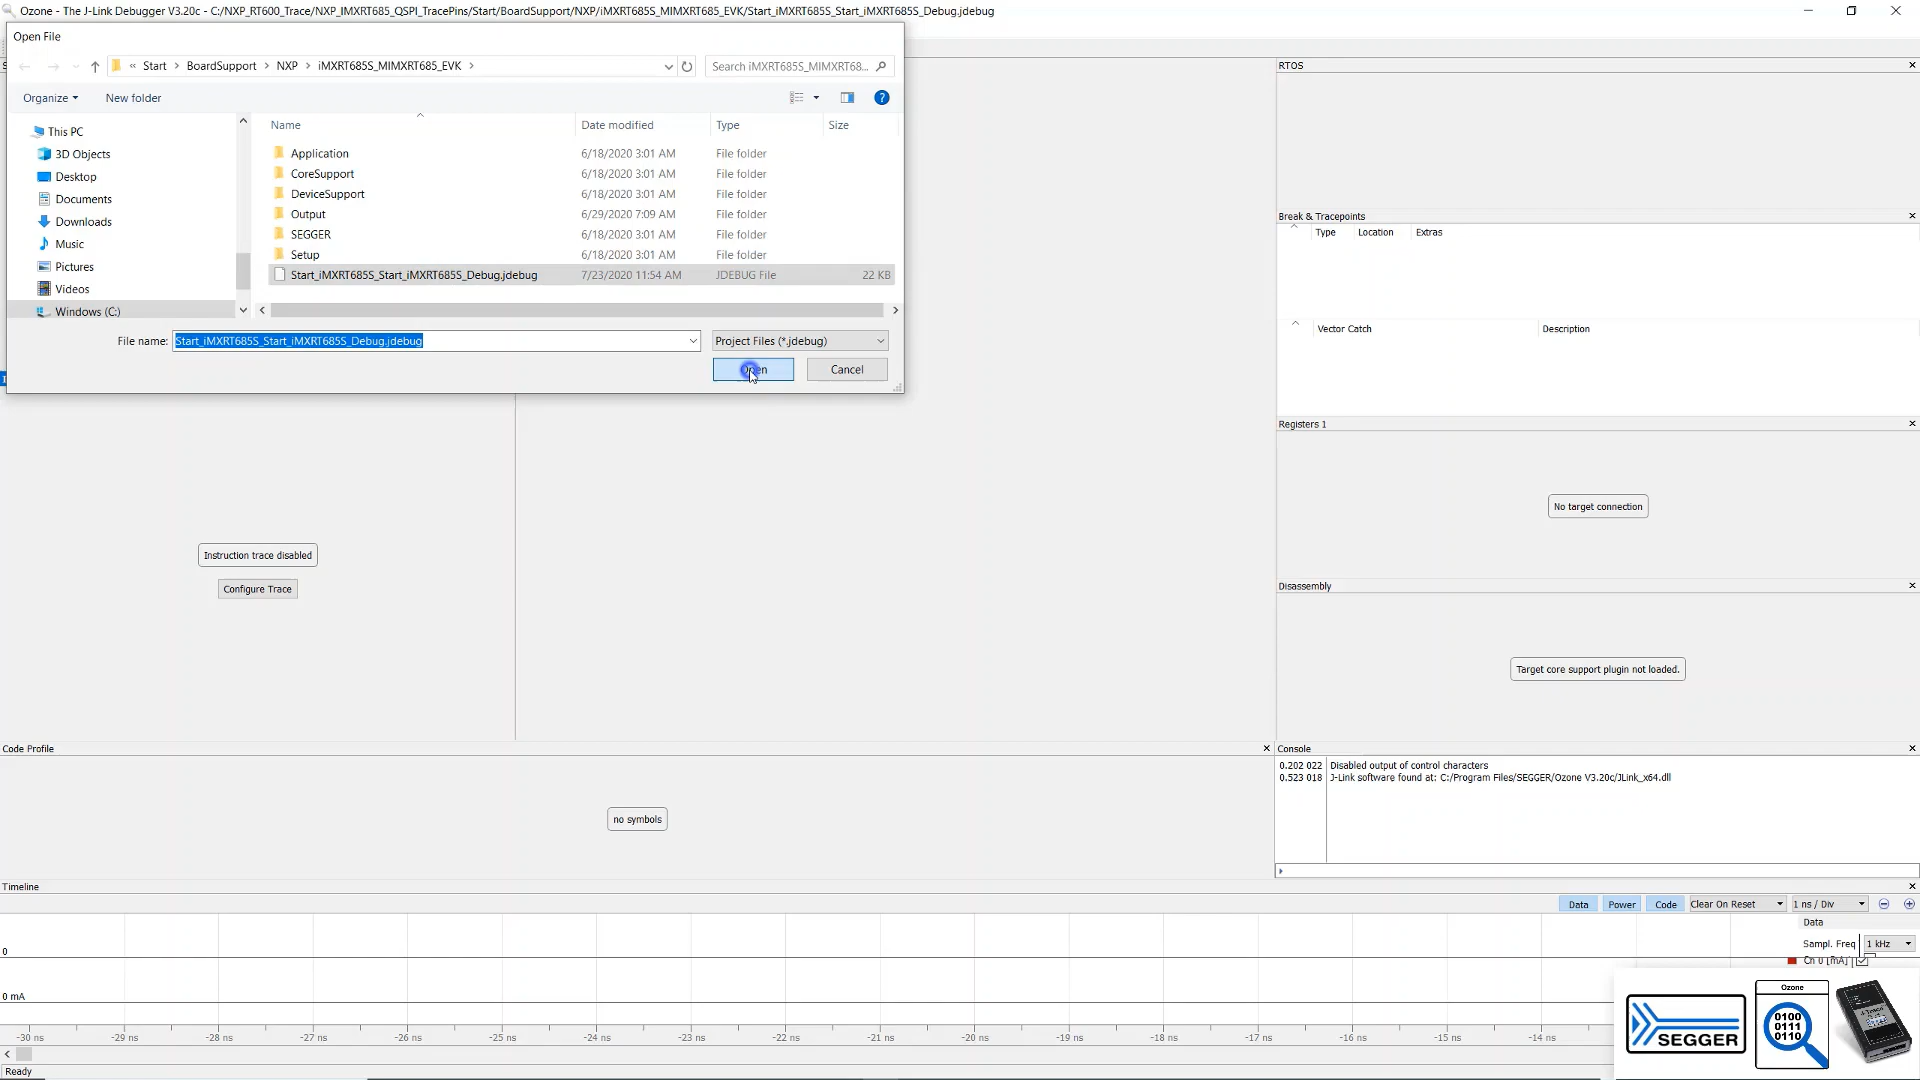 Ozone - The J-Link Debugger V3.20c - C:/NXP_RT600_Trace/NXP_IMXRT685_QSPI_TracePins/Start/BoardSupport/NXP/iMXRT685S_MIMXRT685_EVK/Start_iMXRT685S_Start_iMXRT685S_Debug.jdebug
Open File
« Start > BoardSupport > NXP > iMXRT685S_MIMXRT685_EVK >
Search iMXRT685S_MIMXRT68...
Organize
New folder
This PC
3D Objects
Desktop
Documents
Downloads
Music
Pictures
Videos
Windows (C:)
Name Date modified Type Size
Application 6/18/2020 3:01 AM File folder
CoreSupport 6/18/2020 3:01 AM File folder
DeviceSupport 6/18/2020 3:01 AM File folder
Output 6/29/2020 7:09 AM File folder
SEGGER 6/18/2020 3:01 AM File folder
Setup 6/18/2020 3:01 AM File folder
Start_iMXRT685S_Start_iMXRT685S_Debug.jdebug 7/23/2020 11:54 AM JDEBUG File 22 KB
File name: Start_iMXRT685S_Start_iMXRT685S_Debug.jdebug
Project Files (*.jdebug)
Open
Cancel
RTOS
Break & Tracepoints
Type Location Extras
Vector Catch Description
Registers 1
No target connection
Instruction trace disabled
Configure Trace
Disassembly
Target core support plugin not loaded.
Code Profile
no symbols
Console
0.202 022 Disabled output of control characters
0.523 018 J-Link software found at: C:/Program Files/SEGGER/Ozone V3.20c/JLink_x64.dll
Timeline
Data Power Code Clear On Reset 1 ns / Div
Data
Sampl. Freq 1 kHz
Ch 0 [mA]
0
0 mA
-30 ns -29 ns -28 ns -27 ns -26 ns -25 ns -24 ns -23 ns -22 ns -21 ns -20 ns -19 ns -18 ns -17 ns -16 ns -15 ns -14 ns
Ready
SEGGER
Ozone
0100
0111
0110